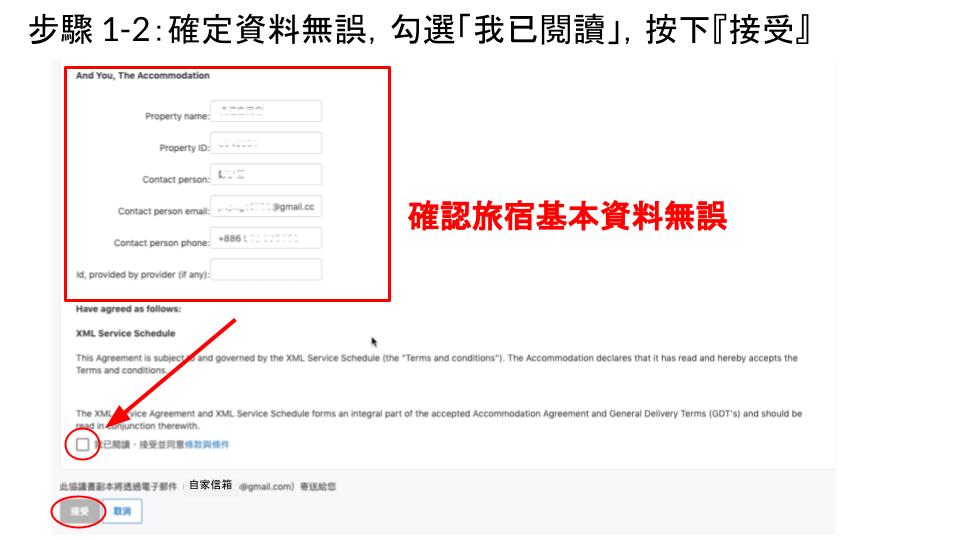 步驟 1-2：確定資料無誤，勾選「我已閱讀」，按下『接受』
And You, The Accommodation
Property name:
Property ID:
Contact person:
Contact person email: @gmail.cc
Contact person phone: +886
Id, provided by provider (if any):
確認旅宿基本資料無誤
Have agreed as follows:
XML Service Schedule
This Agreement is subject to and governed by the XML Service Schedule (the "Terms and conditions"). The Accommodation declares that it has read and hereby accepts the
Terms and conditions.
The XML Service Agreement and XML Service Schedule forms an integral part of the accepted Accommodation Agreement and General Delivery Terms (GDT's) and should be
read in conjunction therewith.
我已閱讀、接受並同意條款與條件
此協議書副本將透過電子郵件（ 自家信箱 @gmail.com）寄送給您
接受 取消